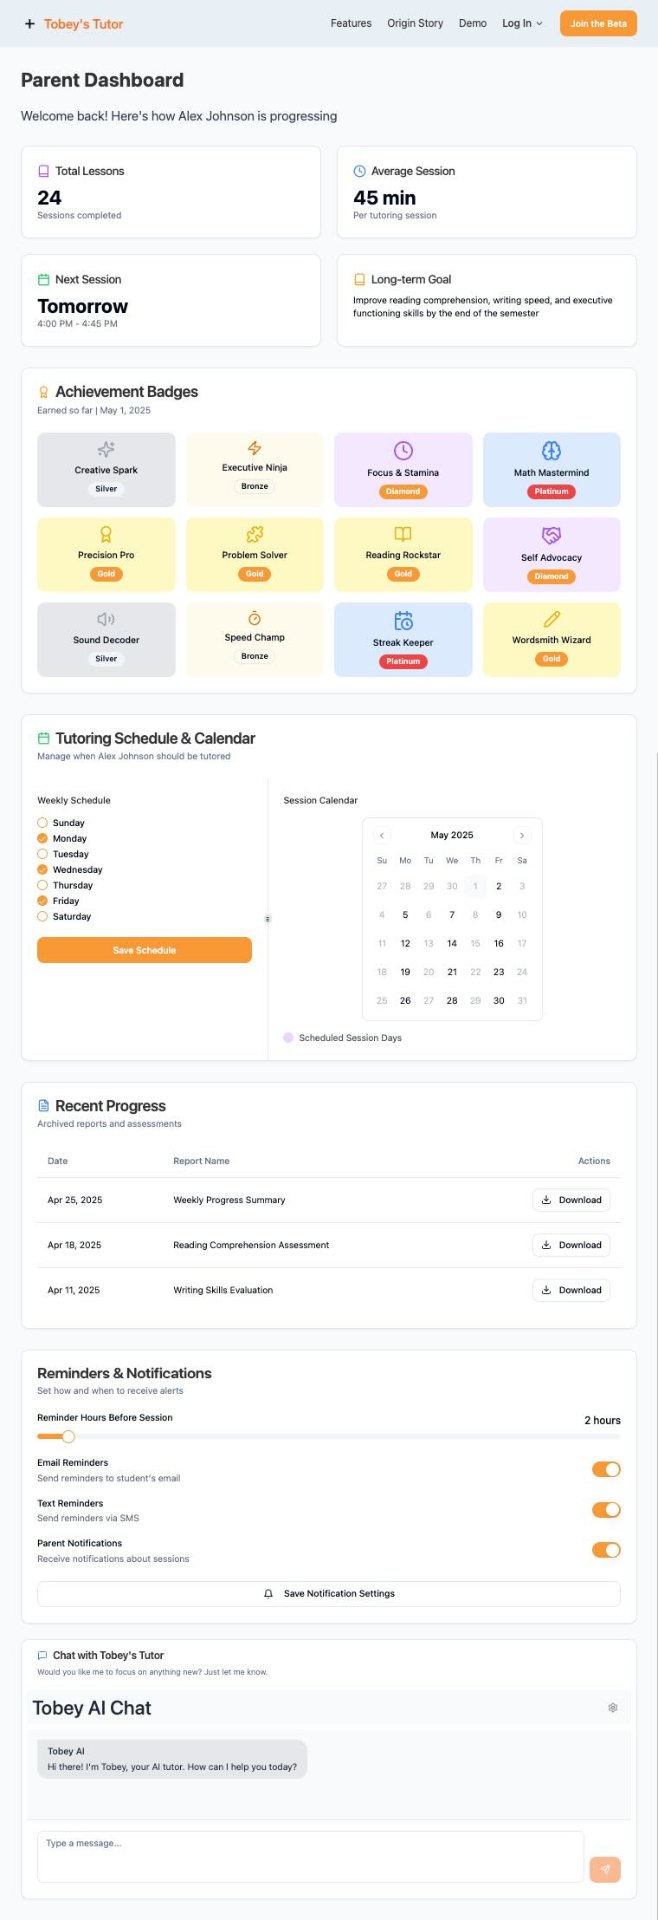 Tobey's Tutor
Features Origin Story Demo Log In Join the Beta
Parent Dashboard
Welcome back! Here's how Alex Johnson is progressing
Total Lessons
24
Sessions completed
Average Session
45 min
Per tutoring session
Next Session
Tomorrow
4:00 PM - 4:45 PM
Long-term Goal
Improve reading comprehension, writing speed, and executive
functioning skills by the end of the semester
Achievement Badges
Earned so far | May 1, 2025
Creative Spark
Silver
Executive Ninja
Bronze
Focus & Stamina
Diamond
Math Mastermind
Platinum
Precision Pro
Gold
Problem Solver
Gold
Reading Rockstar
Gold
Self Advocacy
Diamond
Sound Decoder
Silver
Speed Champ
Bronze
Streak Keeper
Platinum
Wordsmith Wizard
Gold
Tutoring Schedule & Calendar
Manage when Alex Johnson should be tutored
Weekly Schedule
Sunday
Monday
Tuesday
Wednesday
Thursday
Friday
Saturday
Save Schedule
Session Calendar
May 2025
Su Mo Tu We Th Fr Sa
27 28 29 30 1 2 3
4 5 6 7 8 9 10
11 12 13 14 15 16 17
18 19 20 21 22 23 24
25 26 27 28 29 30 31
Scheduled Session Days
Recent Progress
Archived reports and assessments
Date Report Name Actions
Apr 25, 2025 Weekly Progress Summary Download
Apr 18, 2025 Reading Comprehension Assessment Download
Apr 11, 2025 Writing Skills Evaluation Download
Reminders & Notifications
Set how and when to receive alerts
Reminder Hours Before Session 2 hours
Email Reminders
Send reminders to student's email
Text Reminders
Send reminders via SMS
Parent Notifications
Receive notifications about sessions
Save Notification Settings
Chat with Tobey's Tutor
Would you like me to focus on anything new? Just let me know.
Tobey AI Chat
Tobey AI
Hi there! I'm Tobey, your AI tutor. How can I help you today?
Type a message...